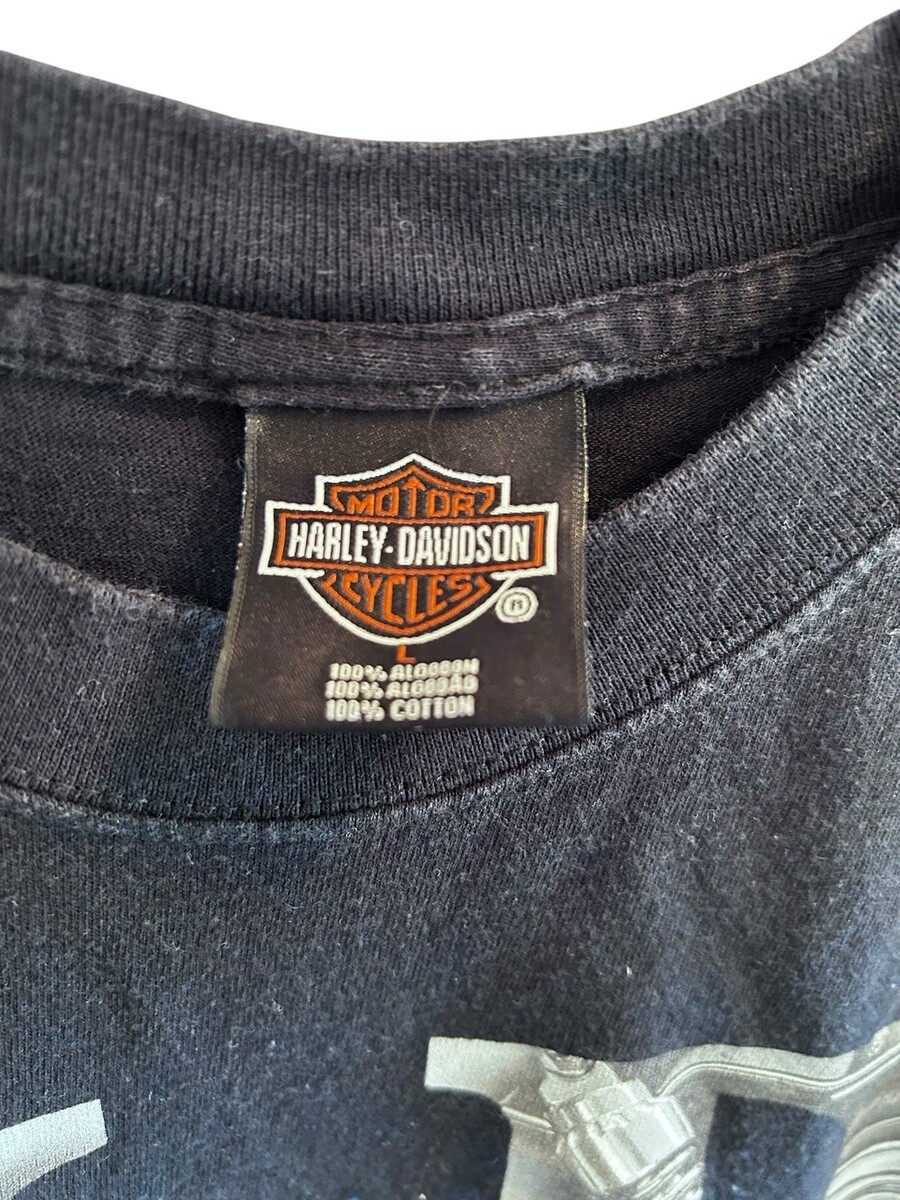 MOTOR
HARLEY-DAVIDSON
CYCLES
®
L
100% ALGODON
100% ALGODÃO
100% COTTON